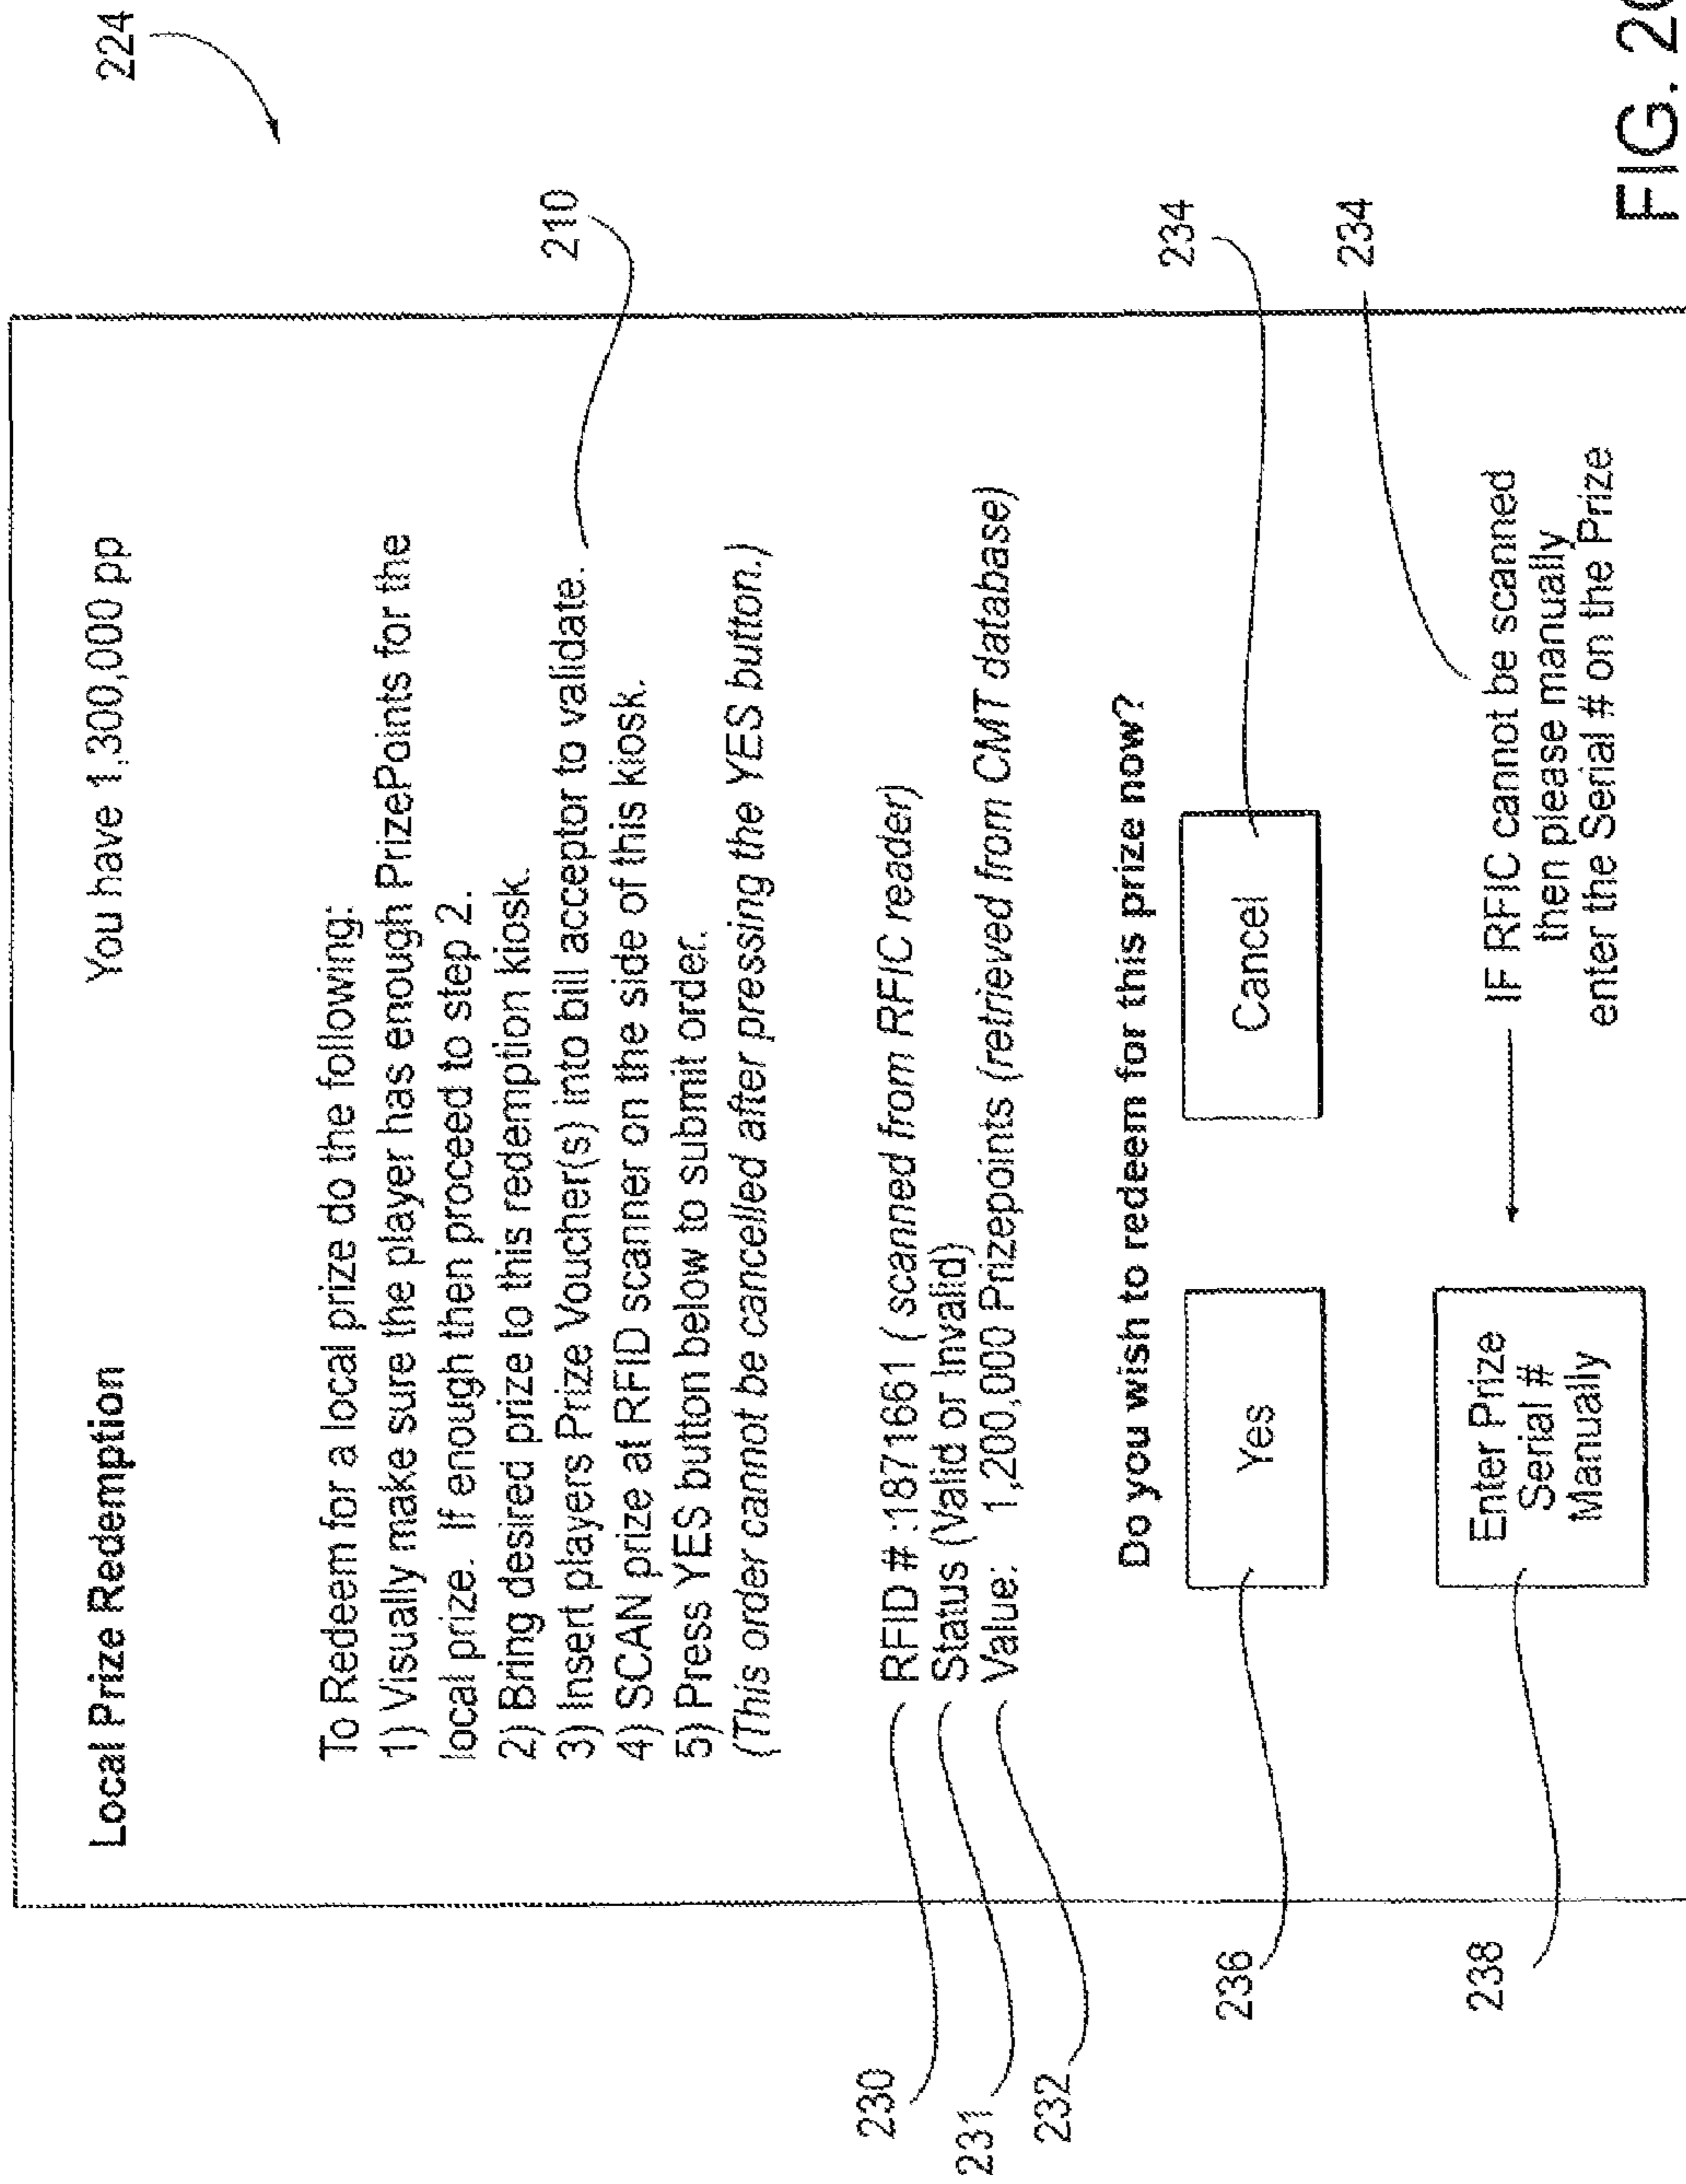 224
Local Prize Redemption
You have 1,300,000 pp
To Redeem for a local prize do the following:
1) Visually make sure the player has enough PrizePoints for the
local prize. If enough then proceed to step 2.
2) Bring desired prize to this redemption kiosk.
3) Insert players Prize Voucher(s) into bill acceptor to validate.
210
4) SCAN prize at RFID scanner on the side of this kiosk.
5) Press YES button below to submit order.
(This order cannot be cancelled after pressing the YES button.)
230
RFID # :1871661 ( scanned from RFIC reader)
231
Status (Valid or Invalid)
232
Value: 1,200,000 Prizepoints (retrieved from CMT database)
Do you wish to redeem for this prize now?
236
Yes
Cancel
234
238
Enter Prize
Serial #
Manually
IF RFIC cannot be scanned
then please manually
enter the Serial # on the Prize
234
FIG.